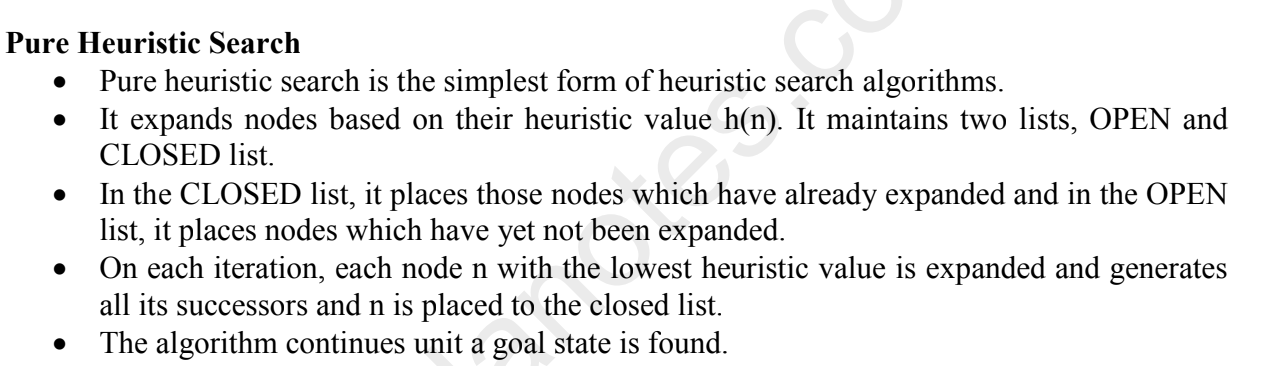 Pure Heuristic Search
• Pure heuristic search is the simplest form of heuristic search algorithms.
• It expands nodes based on their heuristic value h(n). It maintains two lists, OPEN and
CLOSED list.
• In the CLOSED list, it places those nodes which have already expanded and in the OPEN
list, it places nodes which have yet not been expanded.
• On each iteration, each node n with the lowest heuristic value is expanded and generates
all its successors and n is placed to the closed list.
• The algorithm continues unit a goal state is found.
lanotes.co